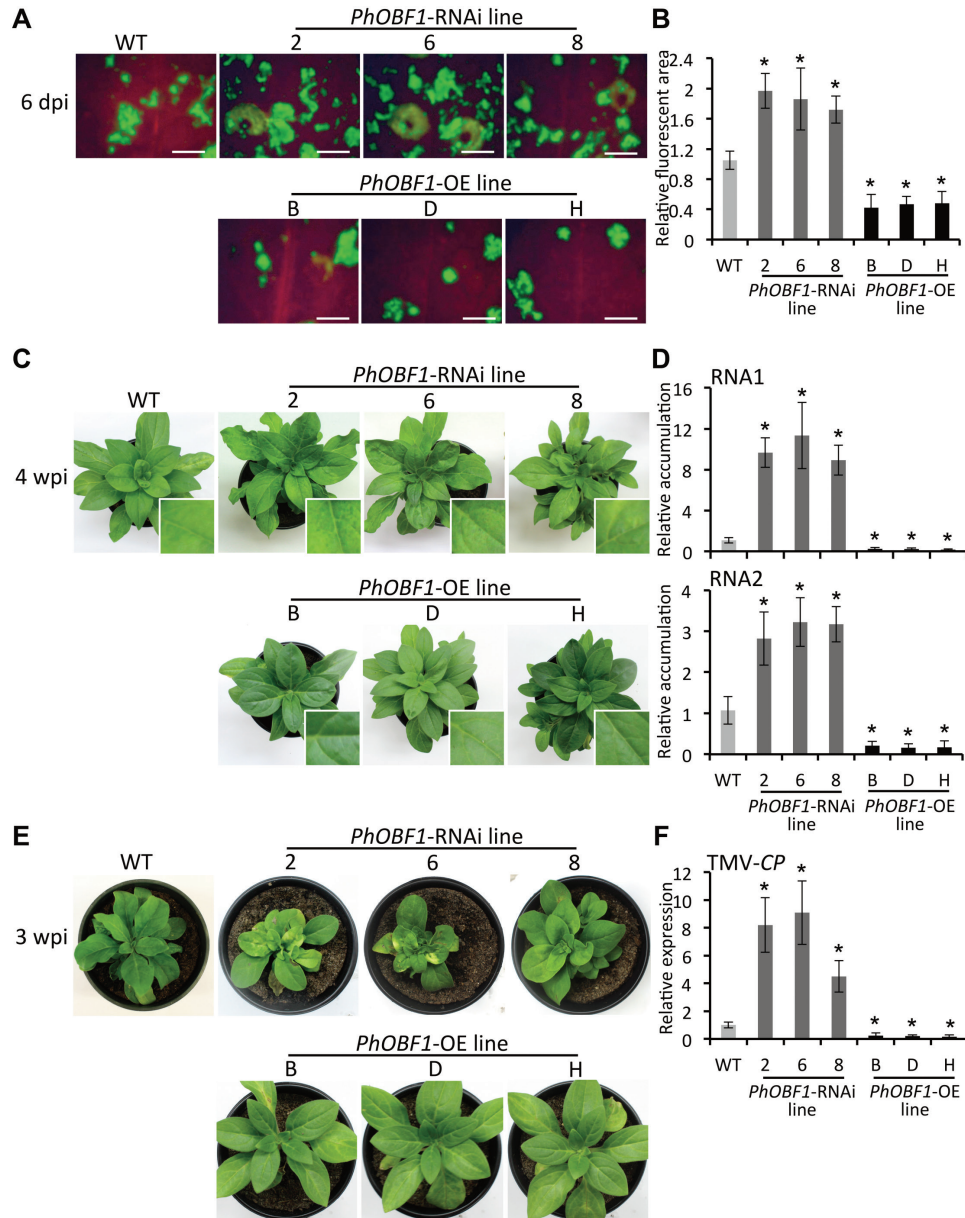 A
PhOBF1-RNAi line
WT 2 6 8
6 dpi
PhOBF1-OE line
B D H
B
Relative fluorescent area
2.4
2
1.6
1.2
0.8
0.4
0
* * * * * *
WT 2 6 8 B D H
PhOBF1-RNAi line
PhOBF1-OE line
C
PhOBF1-RNAi line
WT 2 6 8
4 wpi
PhOBF1-OE line
B D H
D
RNA1
Relative accumulation
16
12
8
4
0
* * * * * *
RNA2
Relative accumulation
4
3
2
1
0
* * * * * *
WT 2 6 8 B D H
PhOBF1-RNAi line
PhOBF1-OE line
E
PhOBF1-RNAi line
WT 2 6 8
3 wpi
PhOBF1-OE line
B D H
F
TMV-CP
Relative expression
12
10
8
6
4
2
0
* * * * * *
WT 2 6 8 B D H
PhOBF1-RNAi line
PhOBF1-OE line